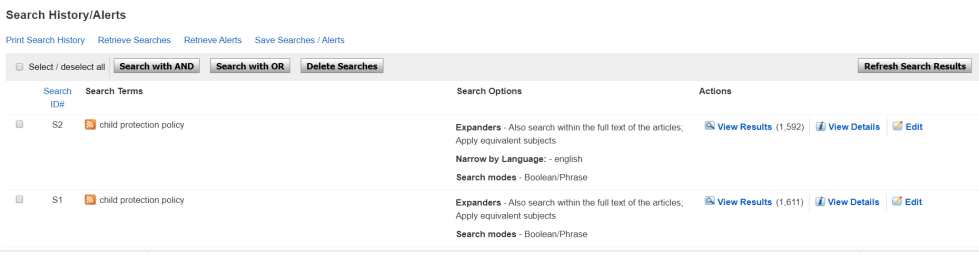 Search History/Alerts
Print Search History Retrieve Searches Retrieve Alerts Save Searches / Alerts
Select / deselect all Search with AND Search with OR Delete Searches Refresh Search Results
Search ID# Search Terms Search Options Actions
S2 child protection policy Expanders - Also search within the full text of the articles; View Results (1,592) View Details Edit
Apply equivalent subjects
Narrow by Language: - english
Search modes - Boolean/Phrase
S1 child protection policy Expanders - Also search within the full text of the articles; View Results (1,611) View Details Edit
Apply equivalent subjects
Search modes - Boolean/Phrase